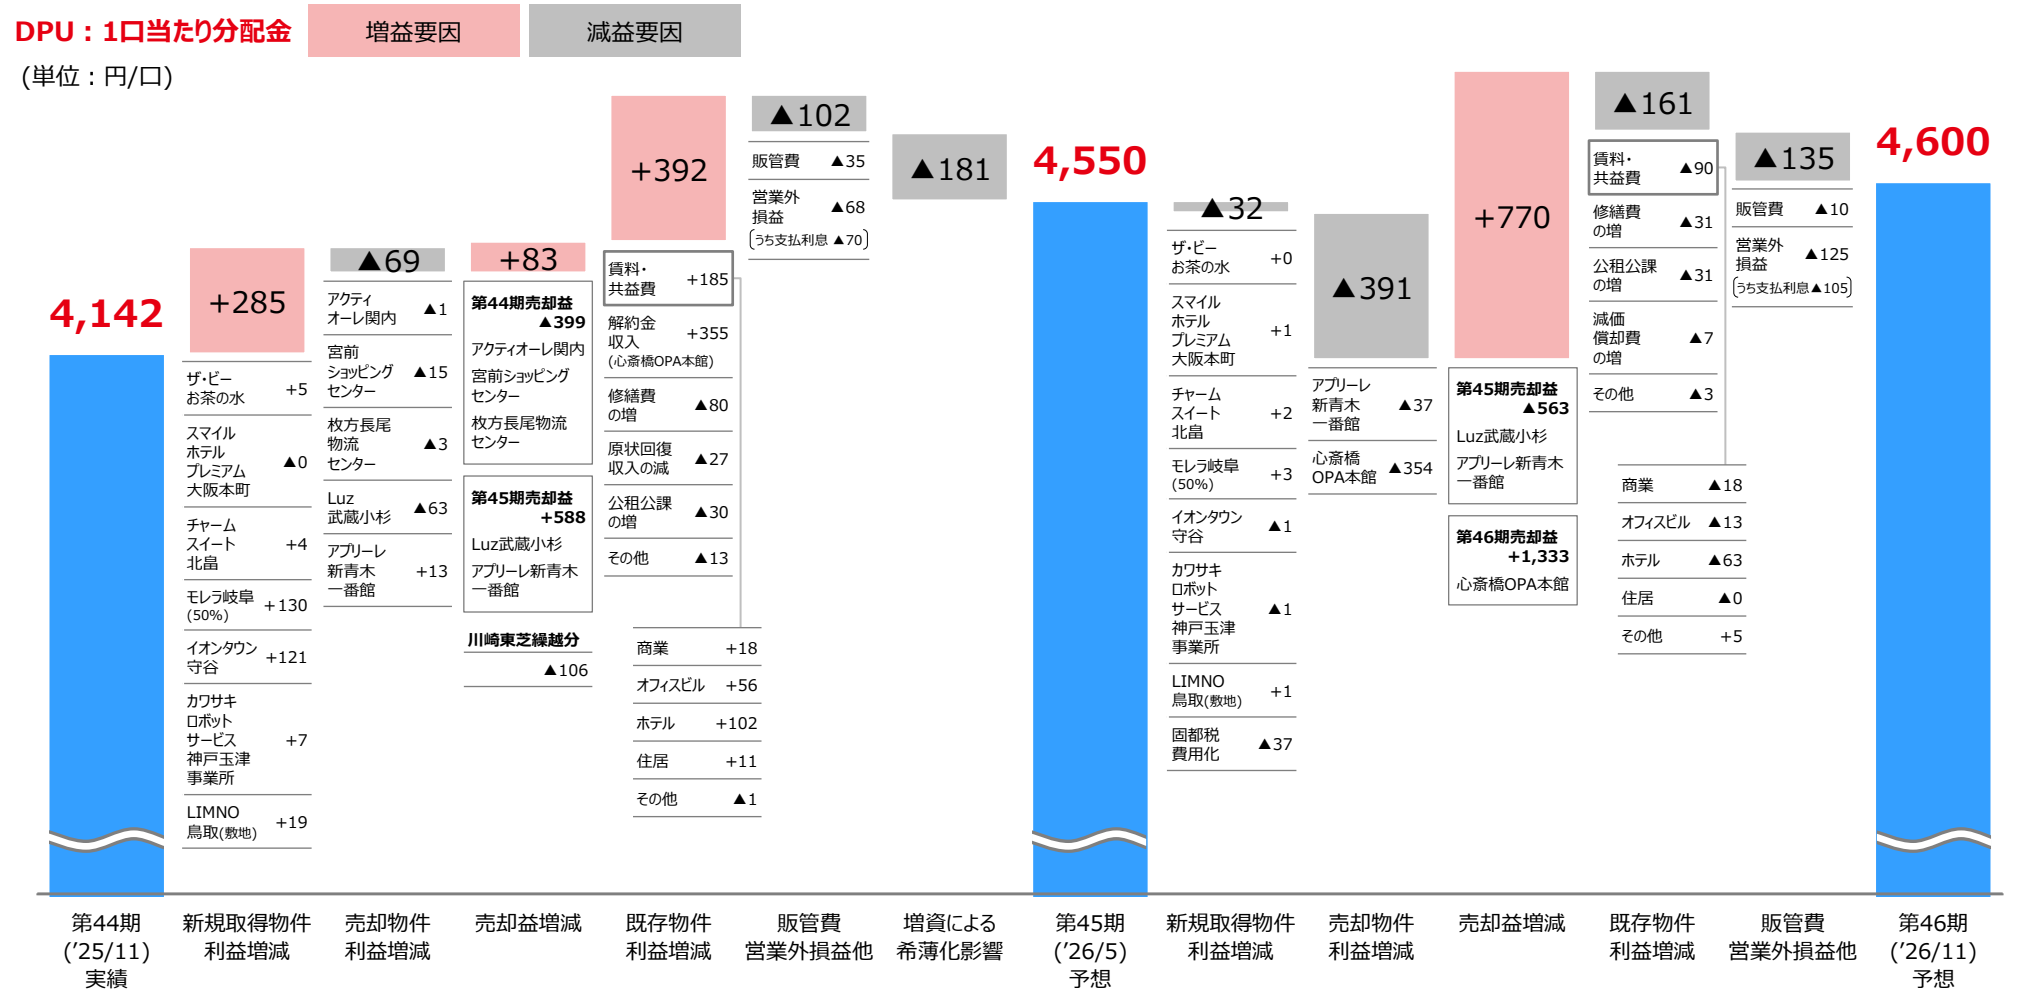 DPU：1口当たり分配金
増益要因
減益要因
(単位：円/口)
4,142
+285
ザ・ビー
お茶の水
+5
スマイル
ホテル
プレミアム
大阪本町
▲0
チャーム
スイート
北畠
+4
モレラ岐阜
(50%)
+130
イオンタウン
守谷
+121
カワサキ
ロボット
サービス
神戸玉津
事業所
+7
LIMNO
鳥取(敷地)
+19
▲69
アクティ
オーレ関内
▲1
宮前
ショッピング
センター
▲15
枚方長尾
物流
センター
▲3
Luz
武蔵小杉
▲63
アプリーレ
新青木
一番館
+13
+83
第44期売却益
▲399
アクティオーレ関内
宮前ショッピング
センター
枚方長尾物流
センター
第45期売却益
+588
Luz武蔵小杉
アプリーレ新青木
一番館
川崎東芝繰越分
▲106
+392
賃料・
共益費
+185
解約金
収入
(心斎橋OPA本館)
+355
修繕費
の増
▲80
原状回復
収入の減
▲27
公租公課
の増
▲30
その他
▲13
商業
+18
オフィスビル
+56
ホテル
+102
住居
+11
その他
▲1
▲102
販管費
▲35
営業外
損益
▲68
(うち支払利息 ▲70)
▲181
4,550
▲32
ザ・ビー
お茶の水
+0
スマイル
ホテル
プレミアム
大阪本町
+1
チャーム
スイート
北畠
+2
モレラ岐阜
(50%)
+3
イオンタウン
守谷
▲1
カワサキ
ロボット
サービス
神戸玉津
事業所
▲1
LIMNO
鳥取(敷地)
+1
固都税
費用化
▲37
▲391
アプリーレ
新青木
一番館
▲37
心斎橋
OPA本館
▲354
+770
第45期売却益
▲563
Luz武蔵小杉
アプリーレ新青木
一番館
第46期売却益
+1,333
心斎橋OPA本館
▲161
賃料・
共益費
▲90
修繕費
の増
▲31
公租公課
の増
▲31
減価
償却費
の増
▲7
その他
▲3
商業
▲18
オフィスビル
▲13
ホテル
▲63
住居
▲0
その他
+5
▲135
販管費
▲10
営業外
損益
▲125
(うち支払利息▲105)
4,600
第44期
('25/11)
実績
新規取得物件
利益増減
売却物件
利益増減
売却益増減
既存物件
利益増減
販管費
営業外損益他
増資による
希薄化影響
第45期
('26/5)
予想
新規取得物件
利益増減
売却物件
利益増減
売却益増減
既存物件
利益増減
販管費
営業外損益他
第46期
('26/11)
予想